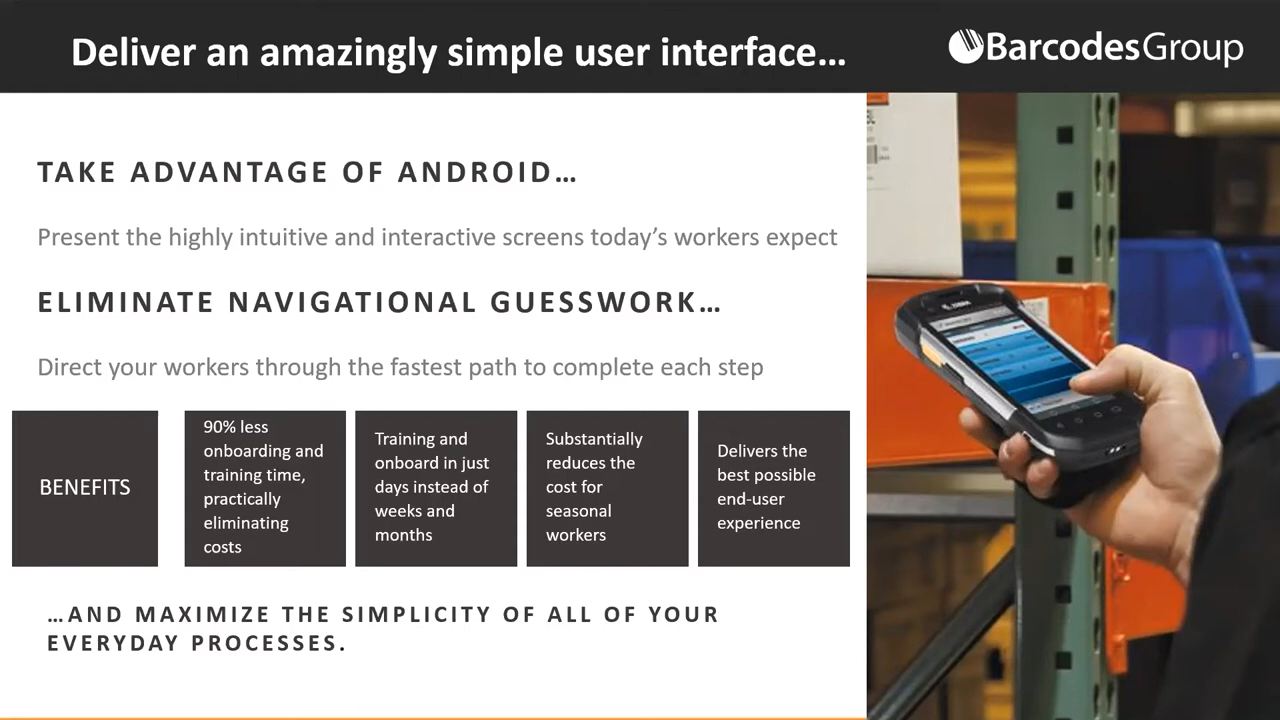 Deliver an amazingly simple user interface…
BarcodesGroup
TAKE ADVANTAGE OF ANDROID…
Present the highly intuitive and interactive screens today’s workers expect
ELIMINATE NAVIGATIONAL GUESSWORK…
Direct your workers through the fastest path to complete each step
BENEFITS
90% less
onboarding and
training time,
practically
eliminating
costs
Training and
onboard in just
days instead of
weeks and
months
Substantially
reduces the
cost for
seasonal
workers
Delivers the
best possible
end-user
experience
…AND MAXIMIZE THE SIMPLICITY OF ALL OF YOUR
EVERYDAY PROCESSES.